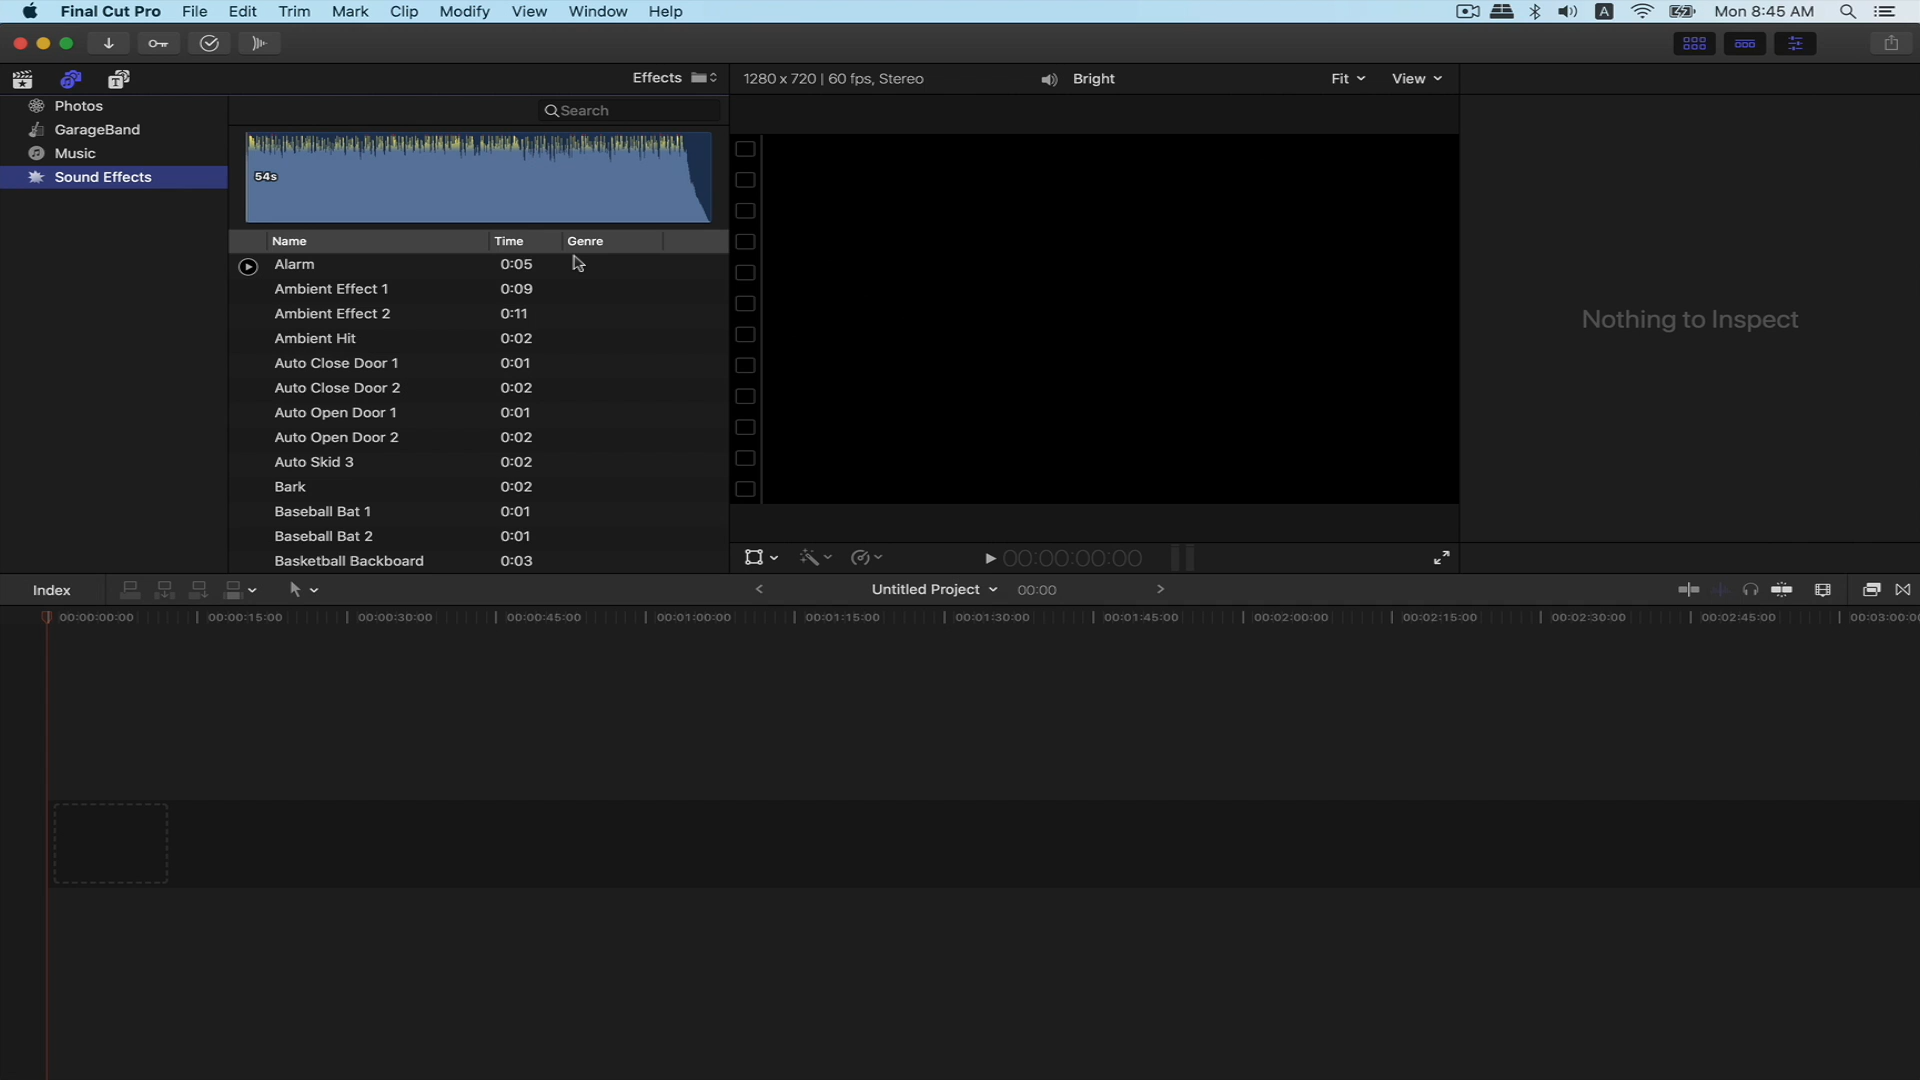 Final Cut Pro File Edit Trim Mark Clip Modify View Window Help A Mon 8:45 AM
Effects
1280 x 720 | 60 fps, Stereo Bright Fit View
Photos
GarageBand
Music
Sound Effects
Search
54s
Name Time Genre
Alarm 0:05
Ambient Effect 1 0:09
Ambient Effect 2 0:11
Ambient Hit 0:02
Auto Close Door 1 0:01
Auto Close Door 2 0:02
Auto Open Door 1 0:01
Auto Open Door 2 0:02
Auto Skid 3 0:02
Bark 0:02
Baseball Bat 1 0:01
Baseball Bat 2 0:01
Basketball Backboard 0:03
Nothing to Inspect
00:00:00:00
Index Untitled Project 00:00
00:00:00:00 00:00:15:00 00:00:30:00 00:00:45:00 00:01:00:00 00:01:15:00 00:01:30:00 00:01:45:00 00:02:00:00 00:02:15:00 00:02:30:00 00:02:45:00 00:03:00:0